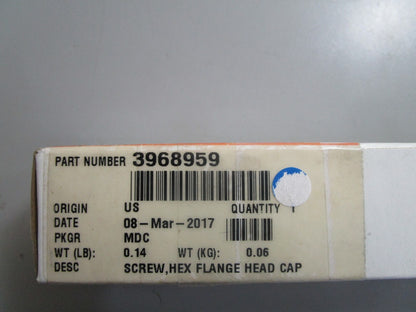 PART NUMBER 3968959
ORIGIN US QUANTITY 1
DATE 08-Mar-2017
PKGR MDC
WT (LB): 0.14 WT (KG): 0.06
DESC SCREW,HEX FLANGE HEAD CAP